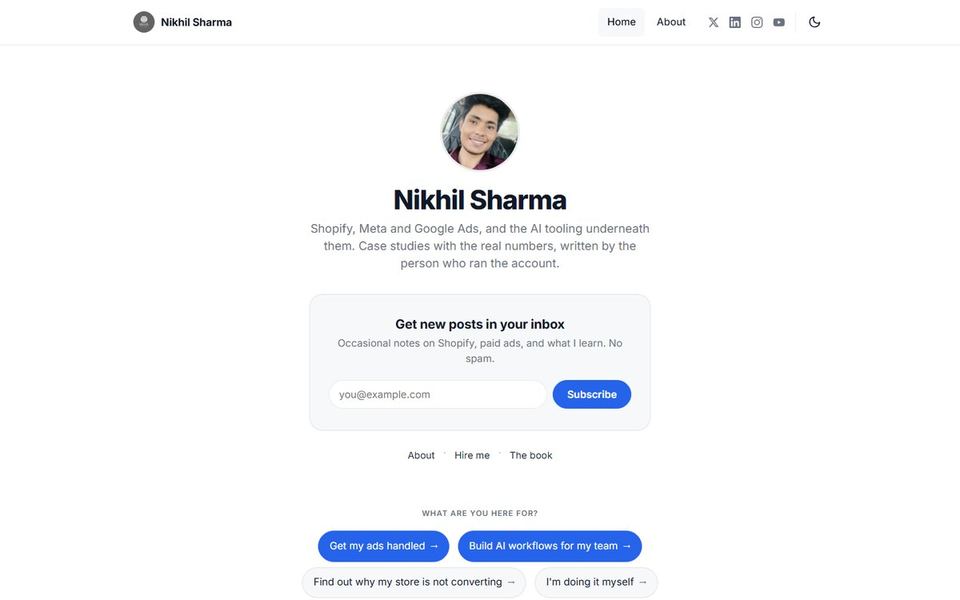 Nikhil Sharma
Home About
Nikhil Sharma
Shopify, Meta and Google Ads, and the AI tooling underneath
them. Case studies with the real numbers, written by the
person who ran the account.
Get new posts in your inbox
Occasional notes on Shopify, paid ads, and what I learn. No
spam.
you@example.com Subscribe
About · Hire me · The book
WHAT ARE YOU HERE FOR?
Get my ads handled → Build AI workflows for my team →
Find out why my store is not converting → I'm doing it myself →